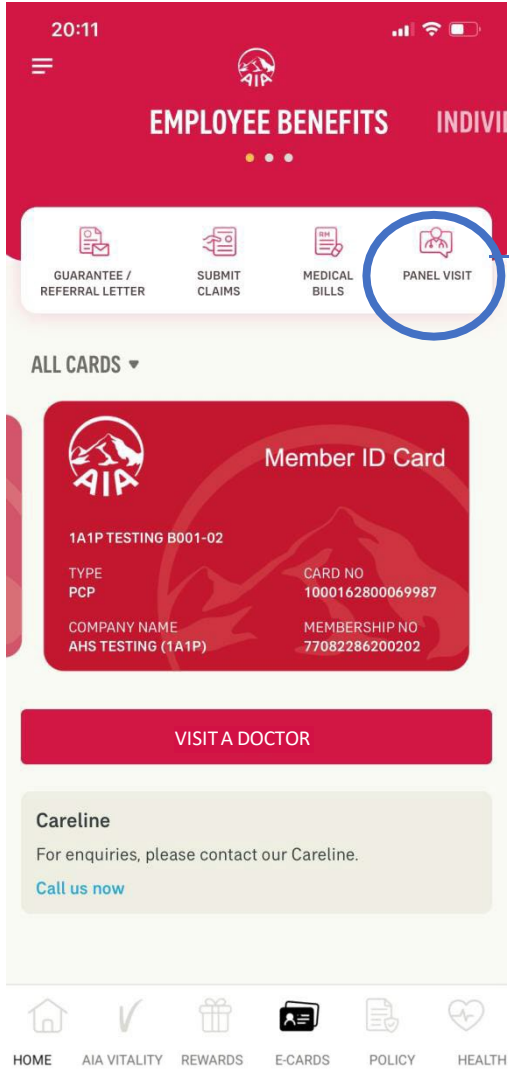 20:11
AIA
EMPLOYEE BENEFITS INDIVI
GUARANTEE /
REFERRAL LETTER
SUBMIT
CLAIMS
RM
MEDICAL
BILLS
PANEL VISIT
ALL CARDS
AIA
Member ID Card
1A1P TESTING B001-02
TYPE
PCP
CARD NO
1000162800069987
COMPANY NAME
AHS TESTING (1A1P)
MEMBERSHIP NO
77082286200202
VISIT A DOCTOR
Careline
For enquiries, please contact our Careline.
Call us now
HOME AIA VITALITY REWARDS E-CARDS POLICY HEALTH